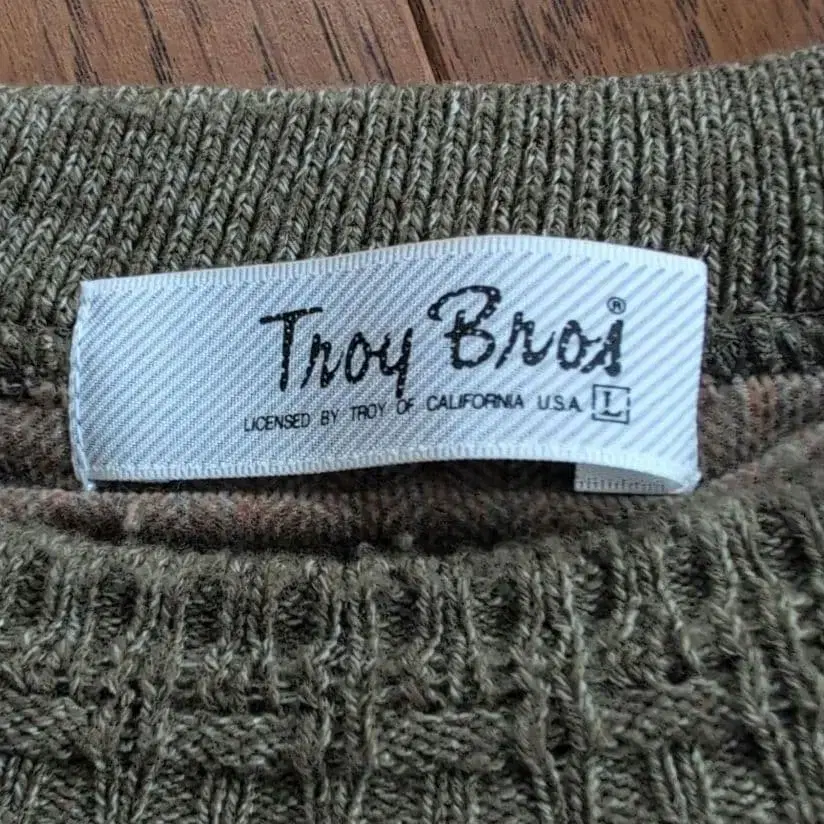 Troy Bros ®
LICENSED BY TROY OF CALIFORNIA U.S.A. L